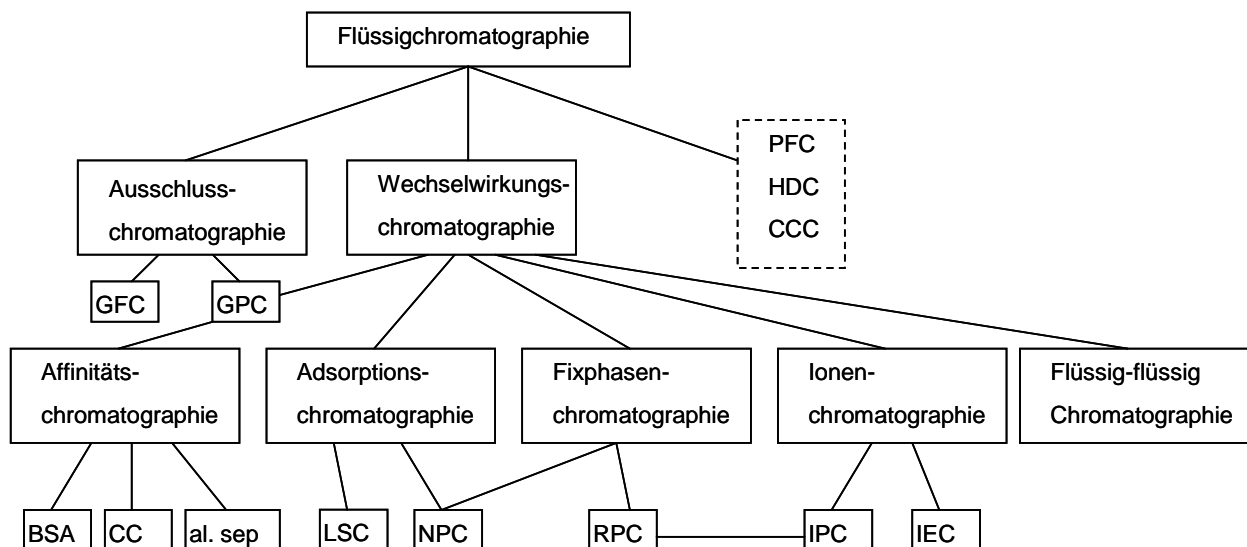 Flüssigchromatographie
PFC
HDC
CCC
Ausschluss-
chromatographie
Wechselwirkungs-
chromatographie
GFC
GPC
Affinitäts-
chromatographie
Adsorptions-
chromatographie
Fixphasen-
chromatographie
Ionen-
chromatographie
Flüssig-flüssig
Chromatographie
BSA
CC
al. sep
LSC
NPC
RPC
IPC
IEC